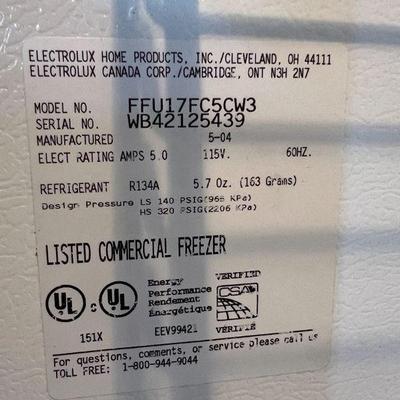 ELECTROLUX HOME PRODUCTS, INC./CLEVELAND, OH 44111
ELECTROLUX CANADA CORP./CAMBRIDGE, ONT N3H 2N7
MODEL NO. FFU17FC5CW3
SERIAL NO. WB42125439
MANUFACTURED 5-04
ELECT RATING AMPS 5.0 115V. 60HZ.
REFRIGERANT R134A 5.7 Oz. (163 Grams)
Design Pressure LS 140 PSIG(965 KPa)
HS 320 PSIG(2206 KPa)
LISTED COMMERCIAL FREEZER
UL c UL
Energy
Performance
Rendement
Énergétique
VERIFIED
CSA
VERIFIÉ
151X EEV99421
For questions, comments, or service please call us
TOLL FREE: 1-800-944-9044